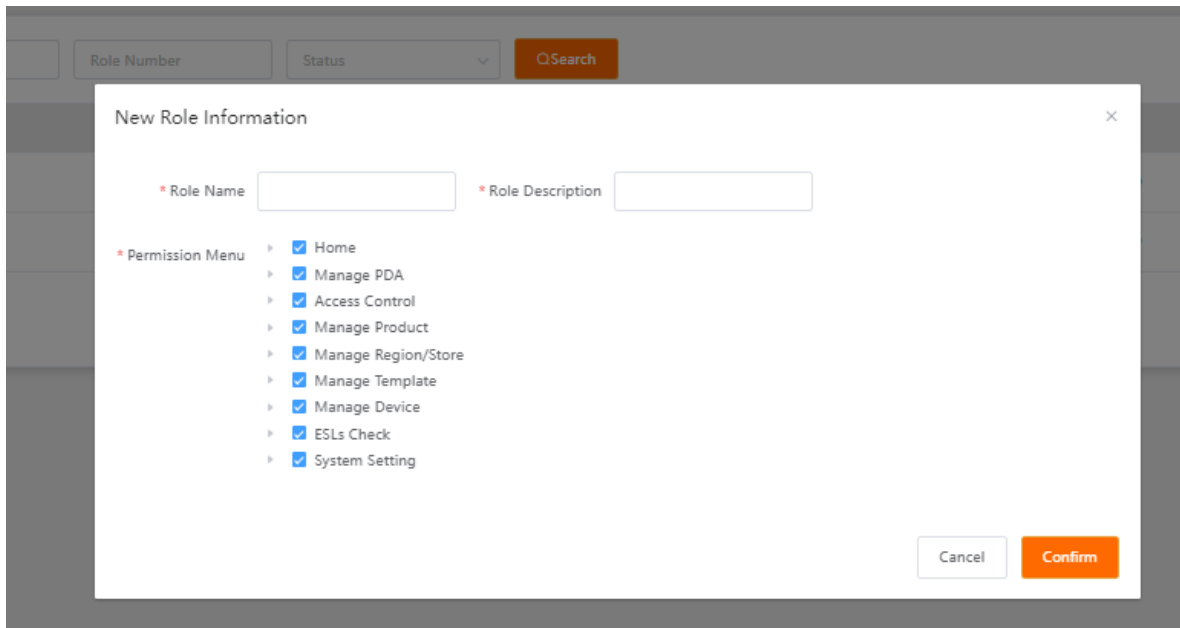 Role Number Status Search
New Role Information
* Role Name * Role Description
* Permission Menu
Home
Manage PDA
Access Control
Manage Product
Manage Region/Store
Manage Template
Manage Device
ESLs Check
System Setting
Cancel Confirm